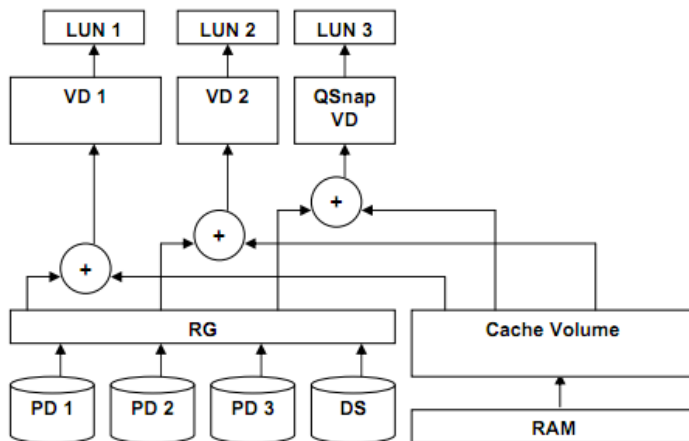 LUN 1 LUN 2 LUN 3
VD 1 VD 2 QSnap
VD
+
+
+
RG Cache Volume
PD 1 PD 2 PD 3 DS RAM